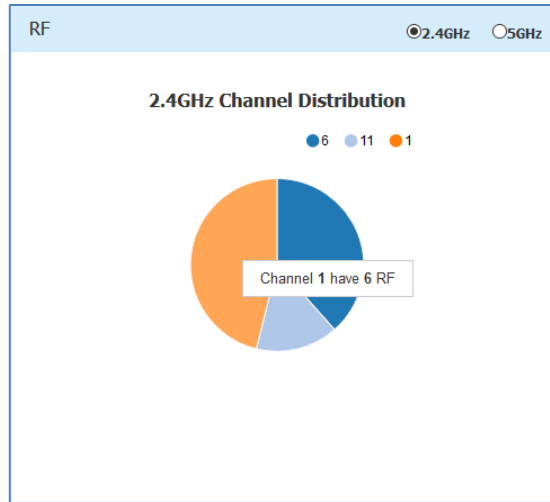 RF 2.4GHz 5GHz
2.4GHz Channel Distribution
6 11 1
Channel 1 have 6 RF